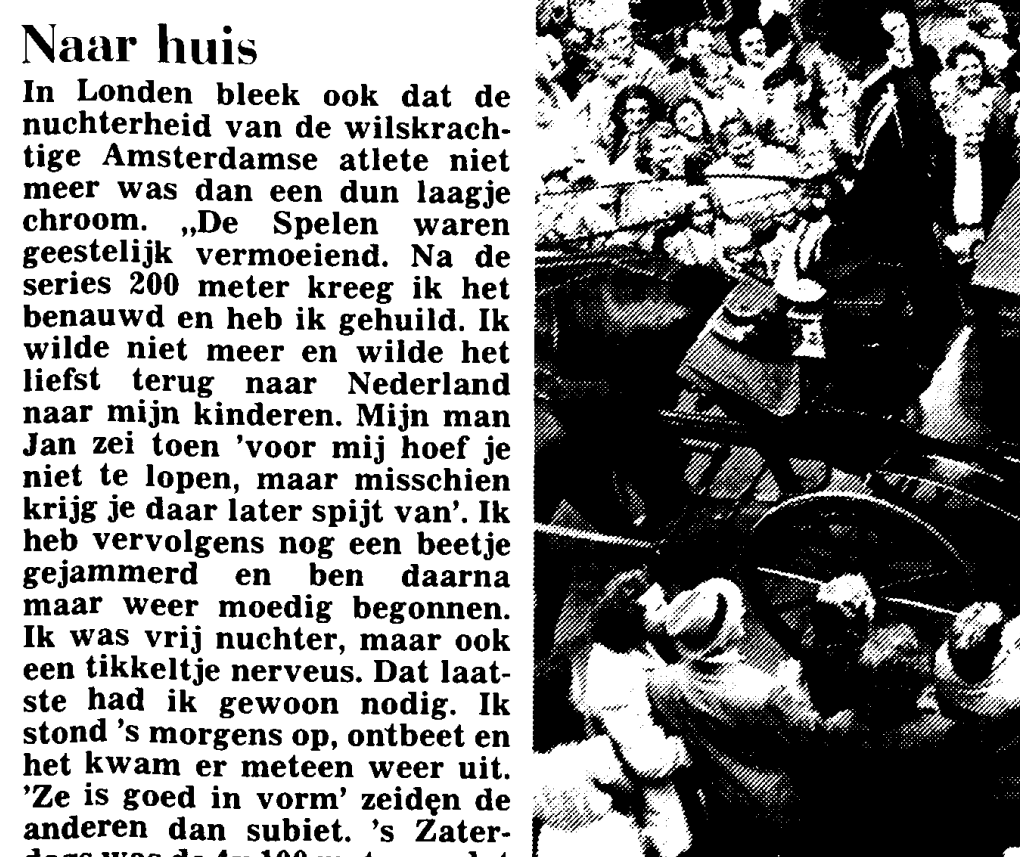 Naar huis
In Londen bleek ook dat de
nuchterheid van de wilskrach-
tige Amsterdamse atlete niet
meer was dan een dun laagje
chroom. „De Spelen waren
geestelijk vermoeiend. Na de
series 200 meter kreeg ik het
benauwd en heb ik gehuild. Ik
wilde niet meer en wilde het
liefst terug naar Nederland
naar mijn kinderen. Mijn man
Jan zei toen 'voor mij hoef je
niet te lopen, maar misschien
krijg je daar later spijt van'. Ik
heb vervolgens nog een beetje
gejammerd en ben daarna
maar weer moedig begonnen.
Ik was vrij nuchter, maar ook
een tikkeltje nerveus. Dat laat-
ste had ik gewoon nodig. Ik
stond 's morgens op, ontbeet en
het kwam er meteen weer uit.
'Ze is goed in vorm' zeiden de
anderen dan subiet. 's Zater-